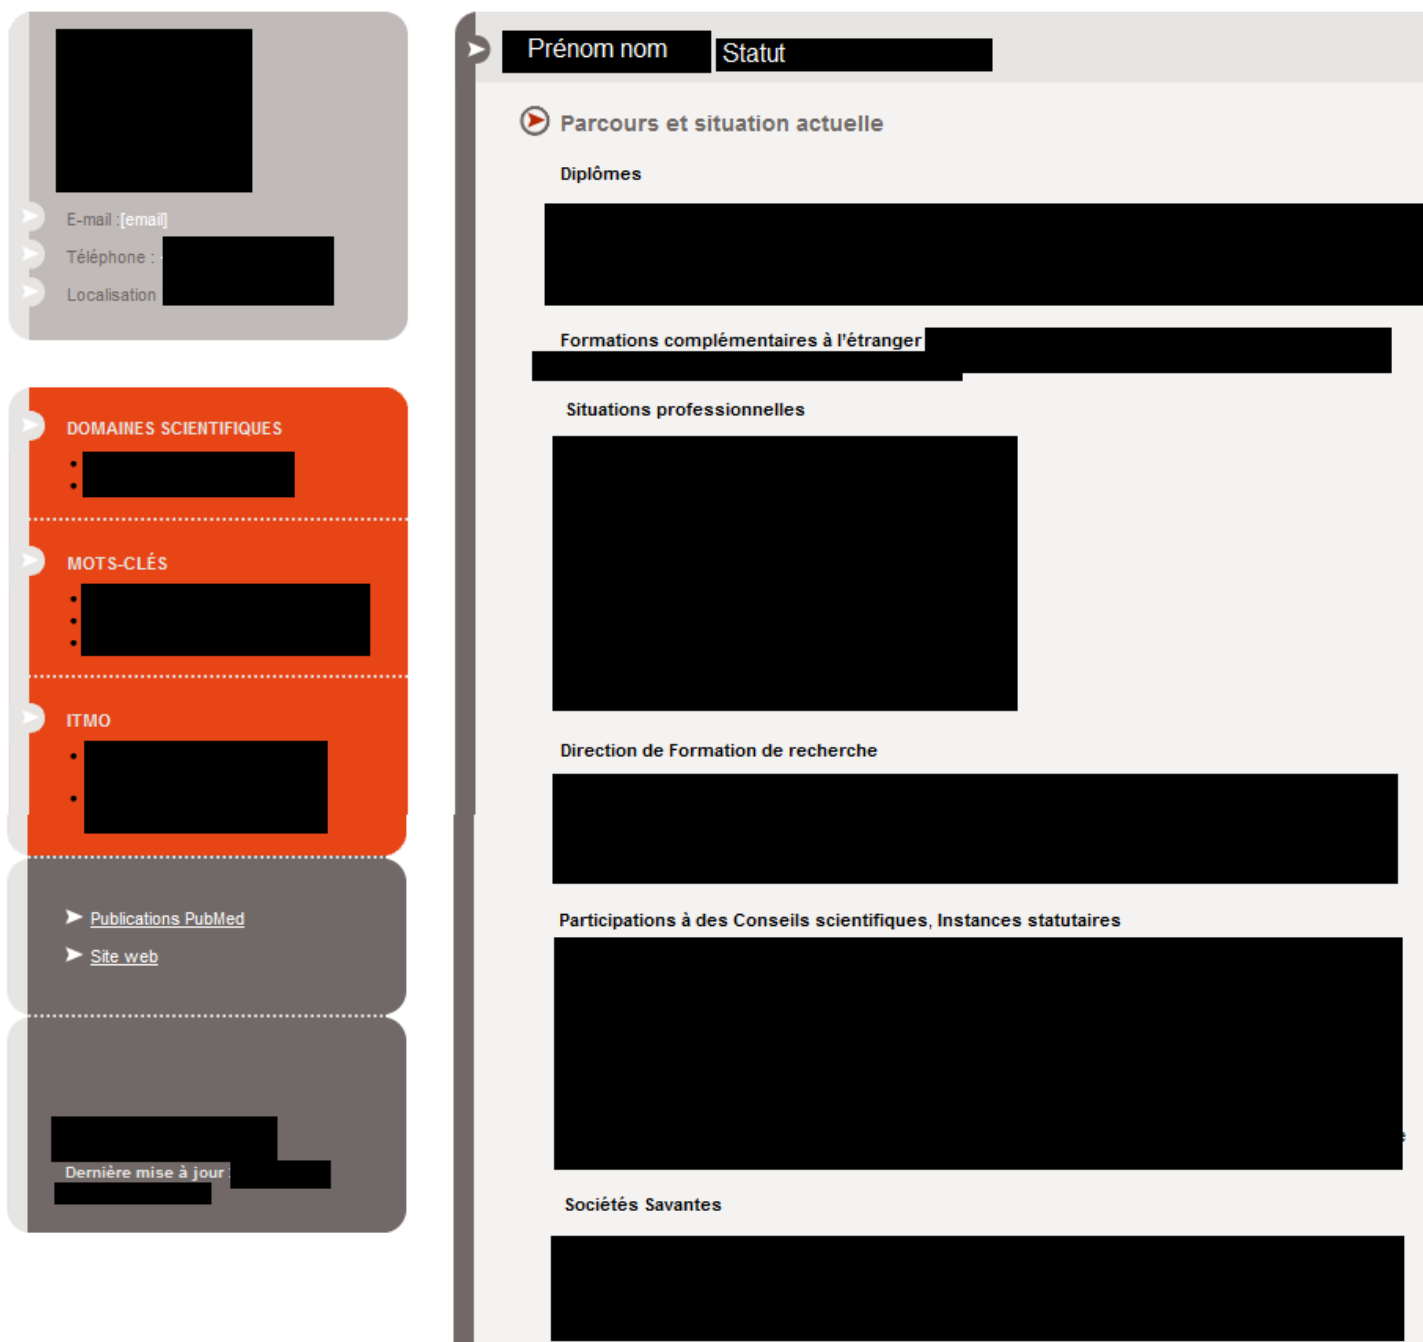 E-mail :[email]
Téléphone :
Localisation
DOMAINES SCIENTIFIQUES
MOTS-CLÉS
ITMO
Publications PubMed
Site web
Dernière mise à jour :
Prénom nom Statut
Parcours et situation actuelle
Diplômes
Formations complémentaires à l'étranger
Situations professionnelles
Direction de Formation de recherche
Participations à des Conseils scientifiques, Instances statutaires
Sociétés Savantes